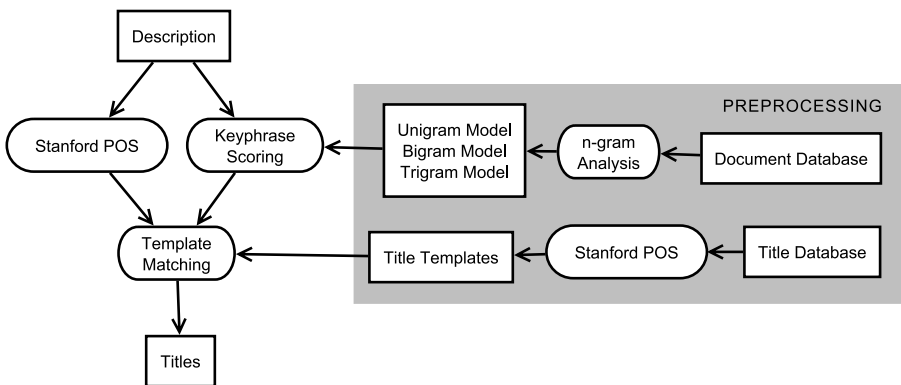 Description
PREPROCESSING
Stanford POS
Keyphrase
Scoring
Unigram Model
Bigram Model
Trigram Model
n-gram
Analysis
Document Database
Template
Matching
Title Templates
Stanford POS
Title Database
Titles